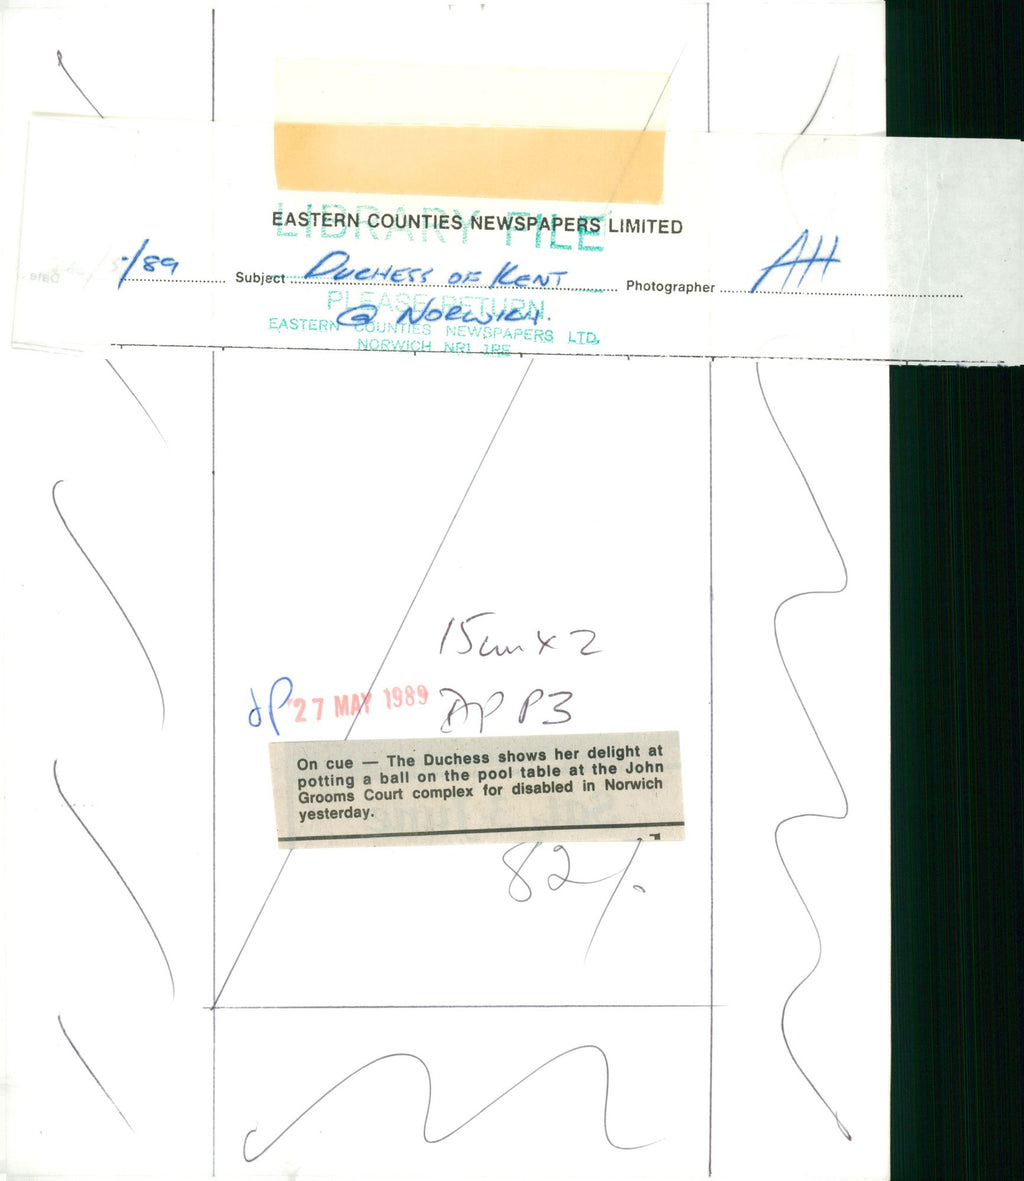 LIBRARY FILE
EASTERN COUNTIES NEWSPAPERS LIMITED
/89 Subject DUCHESS OF KENT Photographer AH
PLEASE RETURN
@ NORWICH.
EASTERN COUNTIES NEWSPAPERS LTD.
NORWICH NR1 1RE
15cm x 2
dP 27 MAY 1989 DP P3
On cue — The Duchess shows her delight at
potting a ball on the pool table at the John
Grooms Court complex for disabled in Norwich
yesterday.
82%